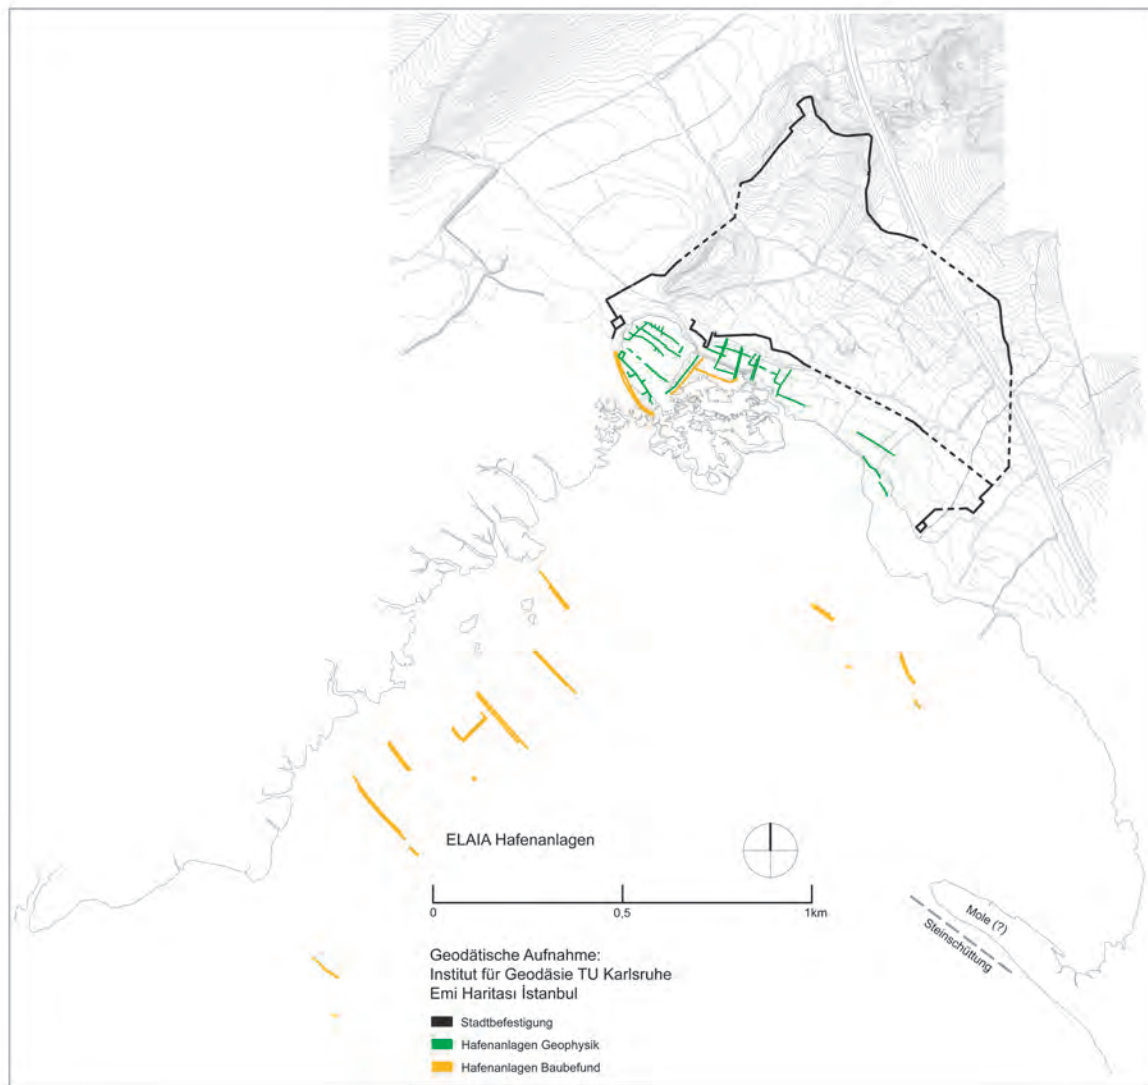 ELAIA Hafenanlagen
0
0,5
1km
Mole (?)
Steinschüttung
Geodätische Aufnahme:
Institut für Geodäsie TU Karlsruhe
Emi Haritası İstanbul
Stadtbefestigung
Hafenanlagen Geophysik
Hafenanlagen Baubefund